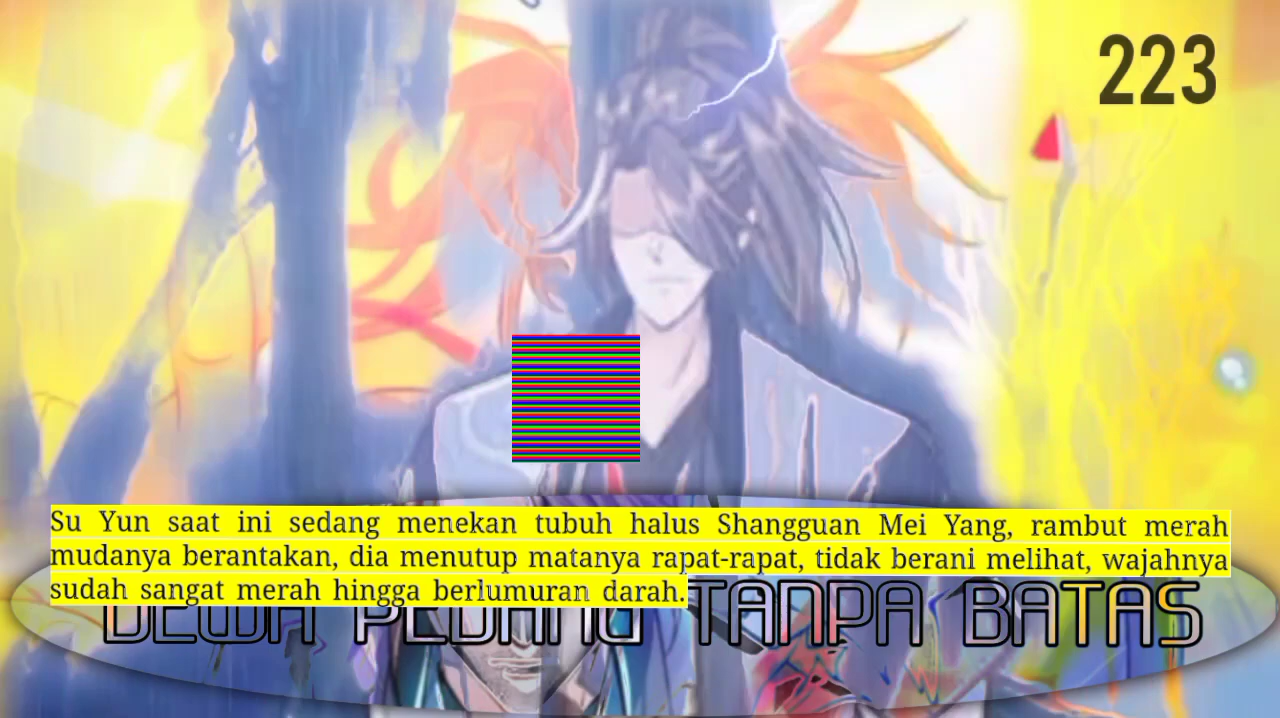 223
Su Yun saat ini sedang menekan tubuh halus Shangguan Mei Yang, rambut merah
mudanya berantakan, dia menutup matanya rapat-rapat, tidak berani melihat, wajahnya
sudah sangat merah hingga berlumuran darah.
DEWA PEDANG TANPA BATAS